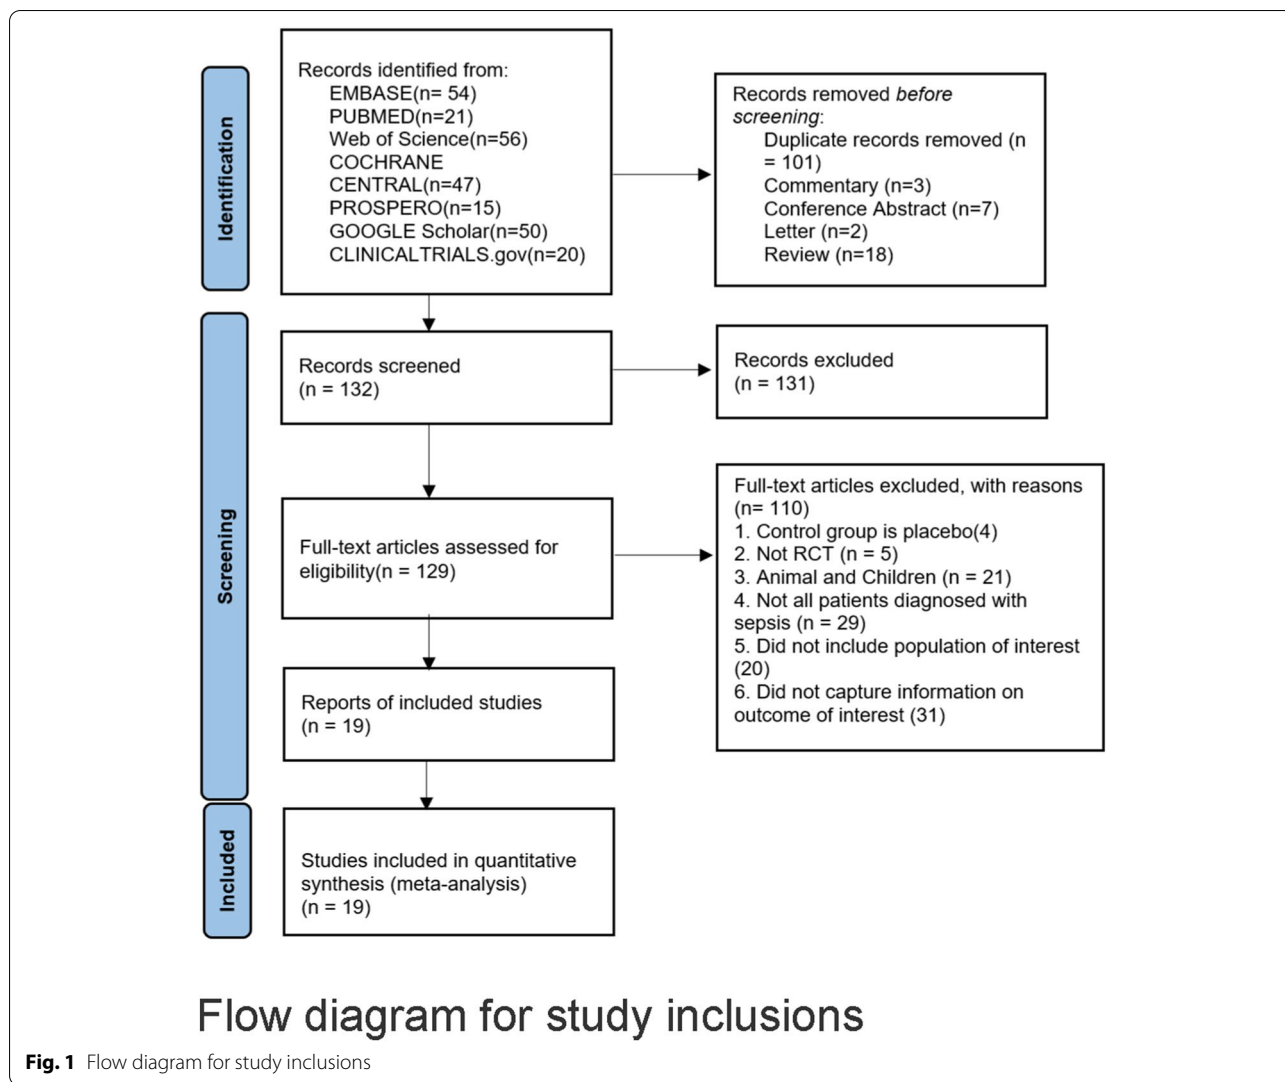 Identification
Records identified from:
EMBASE(n= 54)
PUBMED(n=21)
Web of Science(n=56)
COCHRANE
CENTRAL(n=47)
PROSPERO(n=15)
GOOGLE Scholar(n=50)
CLINICALTRIALS.gov(n=20)
Records removed before
screening:
Duplicate records removed (n
= 101)
Commentary (n=3)
Conference Abstract (n=7)
Letter (n=2)
Review (n=18)
Screening
Records screened
(n = 132)
Records excluded
(n = 131)
Full-text articles assessed for
eligibility(n = 129)
Full-text articles excluded, with reasons
(n= 110)
1. Control group is placebo(4)
2. Not RCT (n = 5)
3. Animal and Children (n = 21)
4. Not all patients diagnosed with
sepsis (n = 29)
5. Did not include population of interest
(20)
6. Did not capture information on
outcome of interest (31)
Reports of included studies
(n = 19)
Included
Studies included in quantitative
synthesis (meta-analysis)
(n = 19)
Flow diagram for study inclusions
Fig. 1 Flow diagram for study inclusions